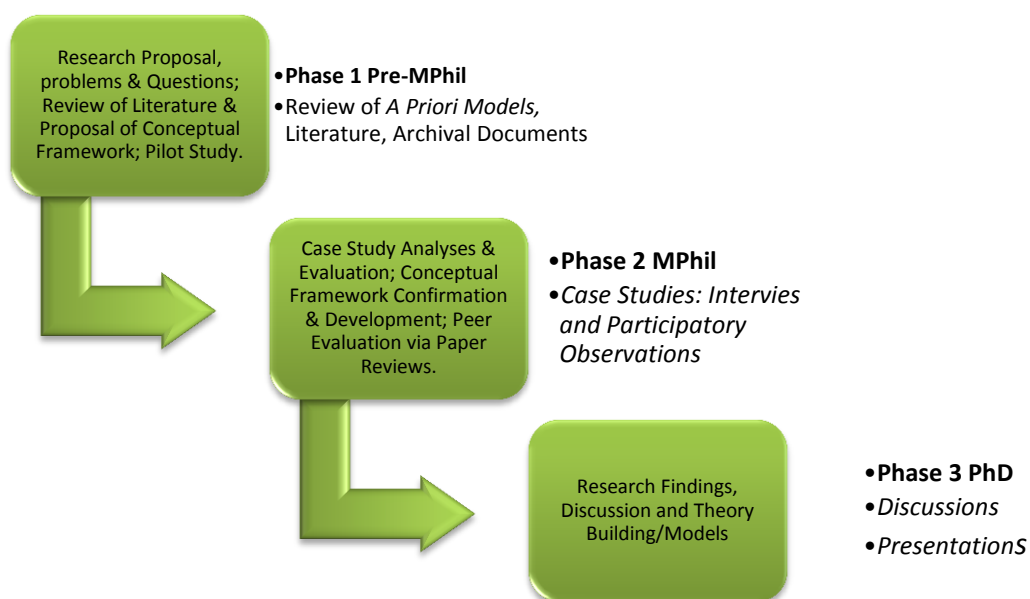 Research Proposal,
problems & Questions;
Review of Literature &
Proposal of Conceptual
Framework; Pilot Study.
•Phase 1 Pre-MPhil
•Review of A Priori Models,
Literature, Archival Documents
Case Study Analyses &
Evaluation; Conceptual
Framework Confirmation
& Development; Peer
Evaluation via Paper
Reviews.
•Phase 2 MPhil
•Case Studies: Intervies
and Participatory
Observations
Research Findings,
Discussion and Theory
Building/Models
•Phase 3 PhD
•Discussions
•Presentations